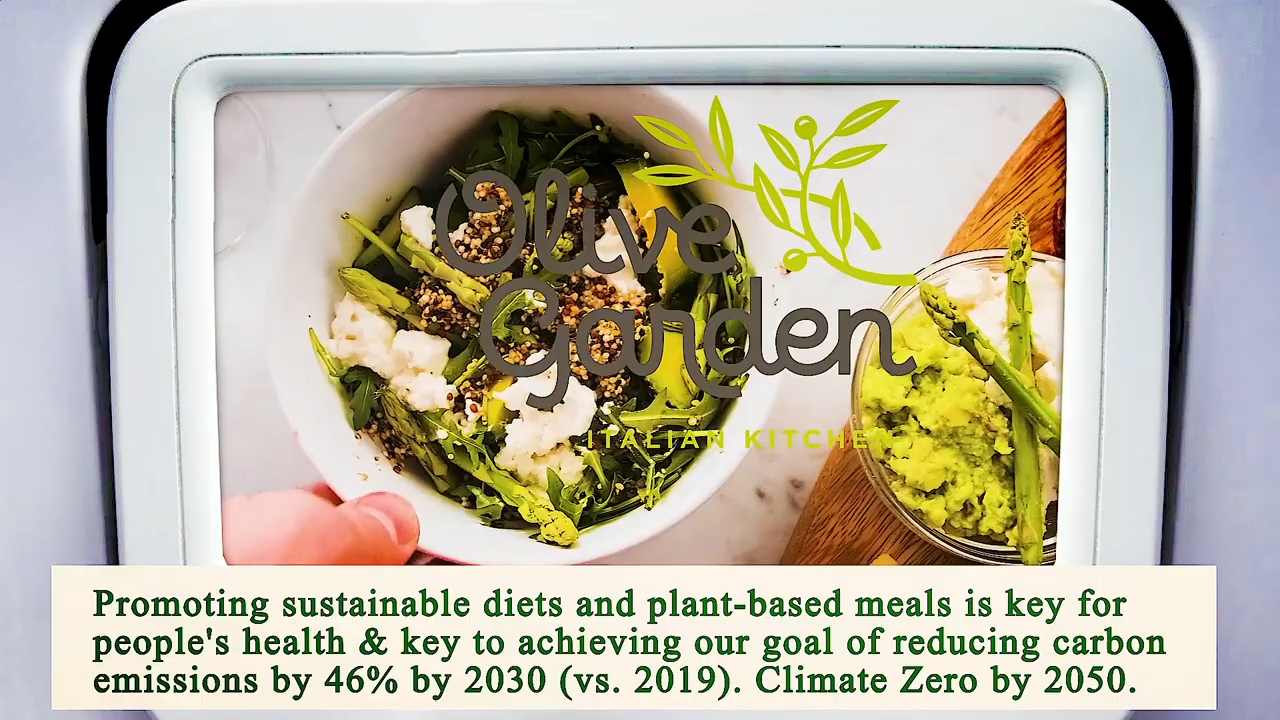 Olive
Garden
ITALIAN KITCHEN
Promoting sustainable diets and plant-based meals is key for
people's health & key to achieving our goal of reducing carbon
emissions by 46% by 2030 (vs. 2019). Climate Zero by 2050.